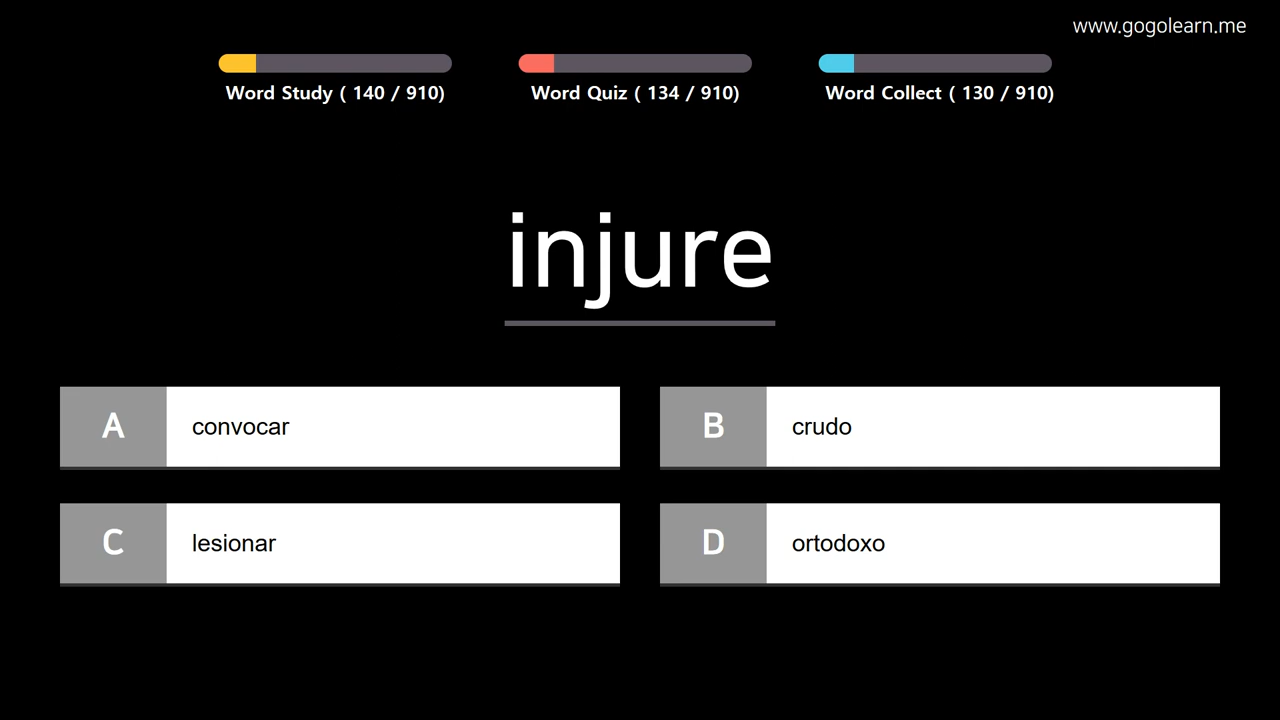 www.gogolearn.me
Word Study ( 140 / 910)
Word Quiz ( 134 / 910)
Word Collect ( 130 / 910)
injure
A convocar
B crudo
C lesionar
D ortodoxo